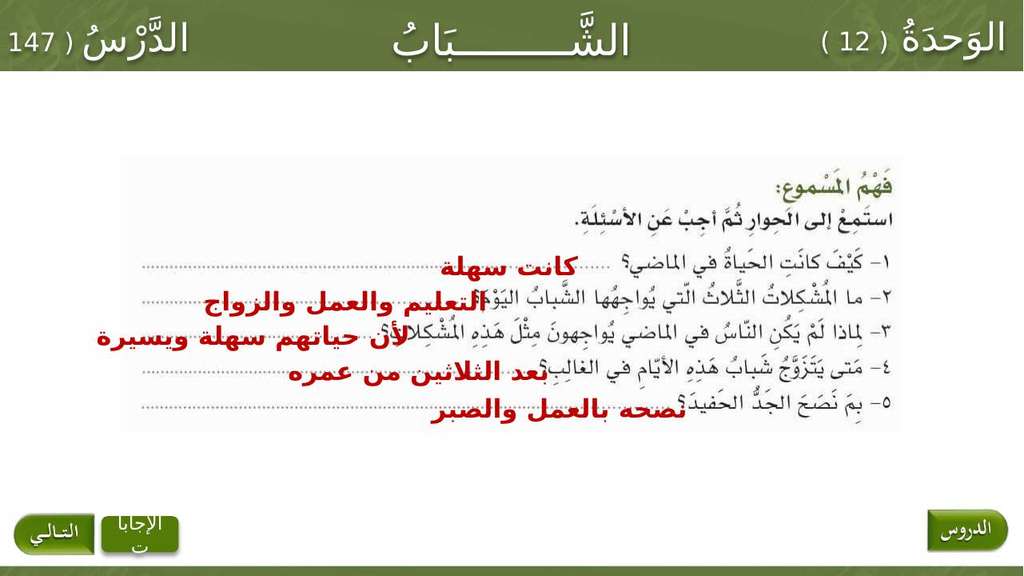 الوَحدَةُ ( 12 )
الشَّـــــــــبَابُ
الدَّرْسُ ( 147
فَهْمُ المَسْموعِ:
استَمِعْ إلى الحِوارِ ثُمَّ أجِبْ عَنِ الأسْئِلَةِ.
١- كَيْفَ كانَتِ الحَياةُ في الماضي؟ كانت سهلة
٢- ما المُشْكِلاتُ الثَّلاثُ الّتي يُواجِهُها الشَّبابُ اليَوْمَ؟ التعليم والعمل والزواج
٣- لِماذا لَمْ يَكُنِ النّاسُ في الماضي يُواجِهونَ مِثْلَ هَذِهِ المُشْكِلاتِ؟ لأن حياتهم سهلة ويسيرة
٤- مَتى يَتَزَوَّجُ شَبابُ هَذِهِ الأيّامِ في الغالِبِ؟ بعد الثلاثين من عمره
٥- بِمَ نَصَحَ الجَدُّ الحَفيدَ؟ نصحه بالعمل والصبر
الدروس
الإجابا
ت
التالي